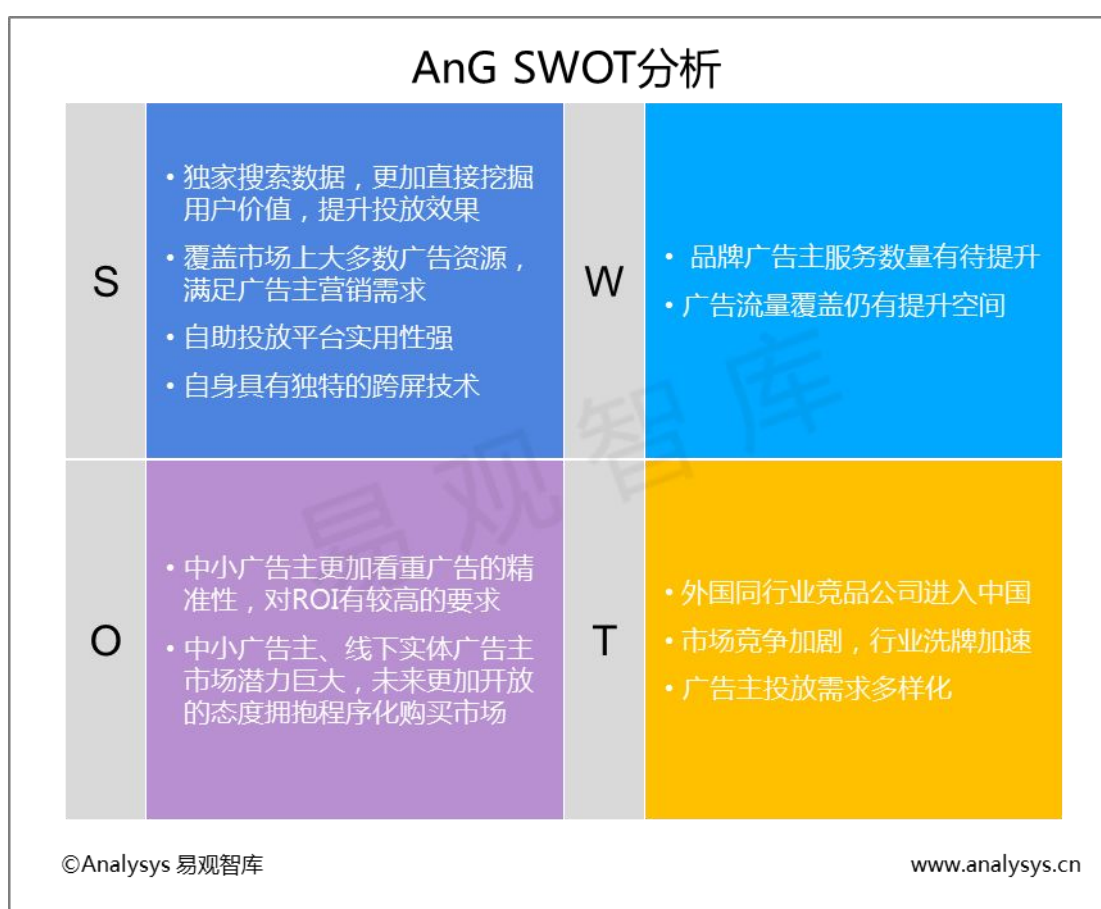 AnG SWOT分析
S
• 独家搜索数据，更加直接挖掘
用户价值，提升投放效果
• 覆盖市场上大多数广告资源，
满足广告主营销需求
• 自助投放平台实用性强
• 自身具有独特的跨屏技术
W
• 品牌广告主服务数量有待提升
• 广告流量覆盖仍有提升空间
O
• 中小广告主更加看重广告的精
准性，对ROI有较高的要求
• 中小广告主、线下实体广告主
市场潜力巨大，未来更加开放
的态度拥抱程序化购买市场
T
• 外国同行业竞品公司进入中国
• 市场竞争加剧，行业洗牌加速
• 广告主投放需求多样化
易观智库
©Analysys 易观智库
www.analysys.cn